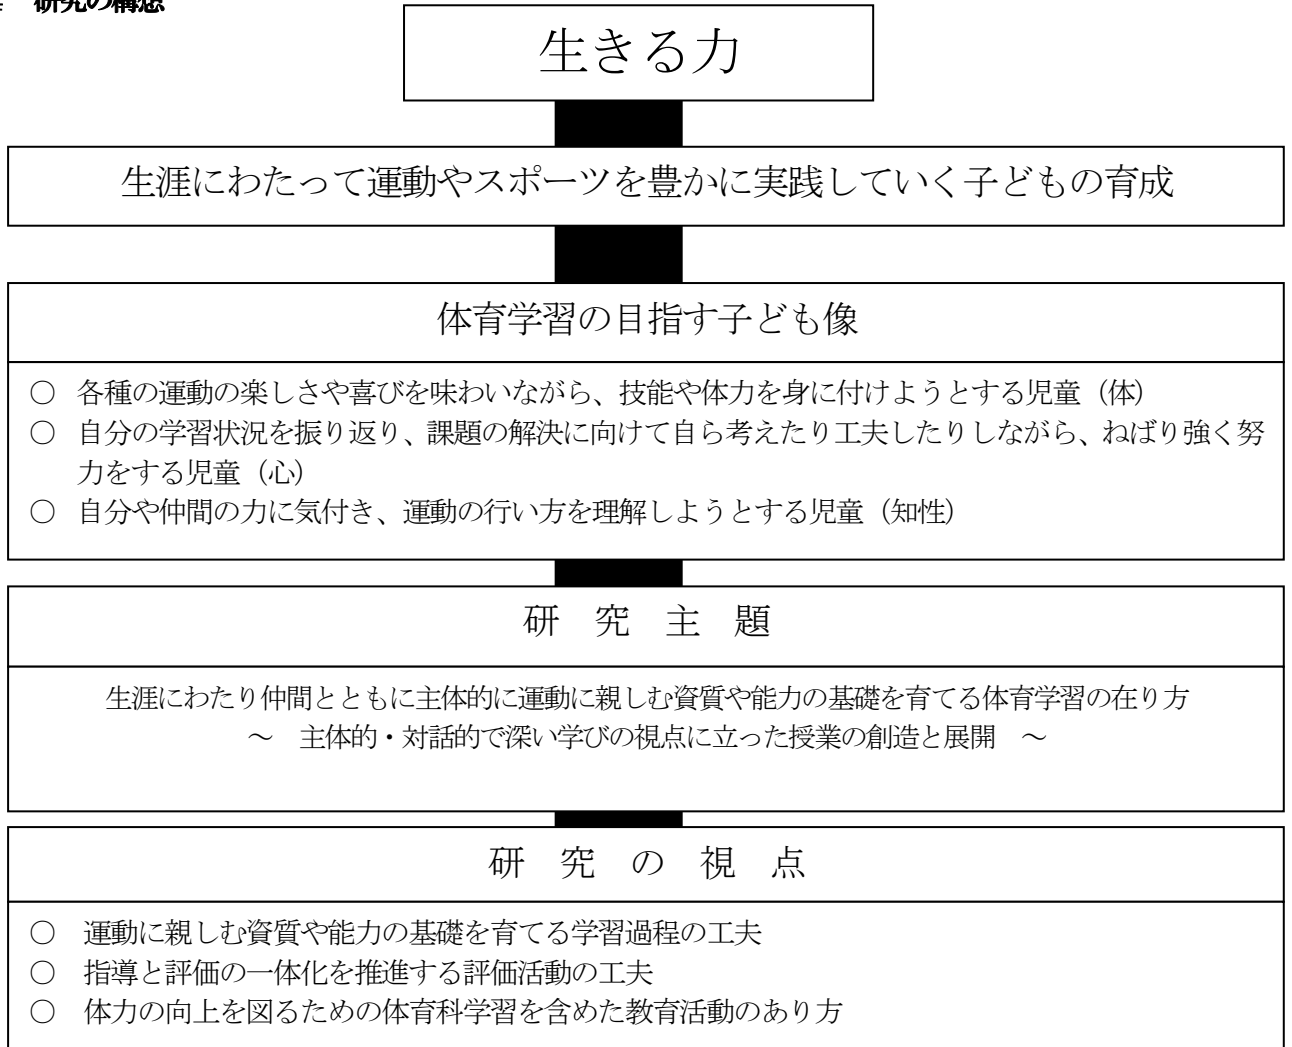 研究の構想
生きる力
生涯にわたって運動やスポーツを豊かに実践していく子どもの育成
体育学習の目指す子ども像
○ 各種の運動の楽しさや喜びを味わいながら、技能や体力を身に付けようとする児童（体）
○ 自分の学習状況を振り返り、課題の解決に向けて自ら考えたり工夫したりしながら、ねばり強く努
力をする児童（心）
○ 自分や仲間の力に気付き、運動の行い方を理解しようとする児童（知性）
研 究 主 題
生涯にわたり仲間とともに主体的に運動に親しむ資質や能力の基礎を育てる体育学習の在り方
～ 主体的・対話的で深い学びの視点に立った授業の創造と展開 ～
研 究 の 視 点
○ 運動に親しむ資質や能力の基礎を育てる学習過程の工夫
○ 指導と評価の一体化を推進する評価活動の工夫
○ 体力の向上を図るための体育科学習を含めた教育活動のあり方